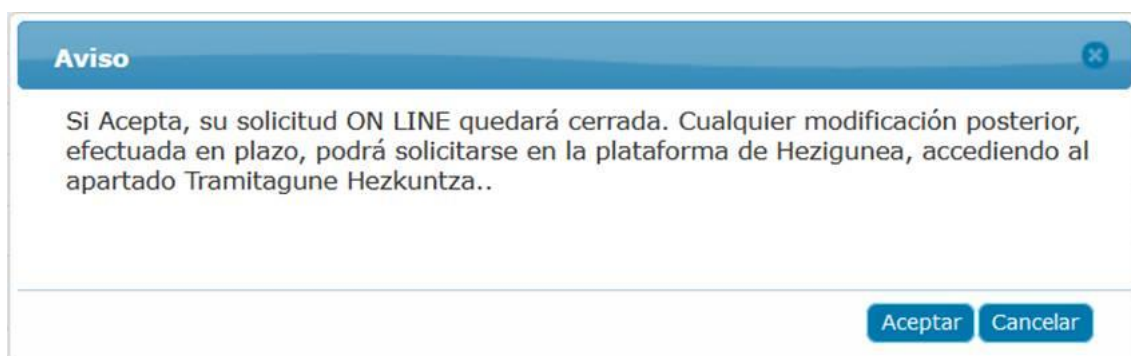 Aviso
Si Acepta, su solicitud ON LINE quedará cerrada. Cualquier modificación posterior,
efectuada en plazo, podrá solicitarse en la plataforma de Hezigunea, accediendo al
apartado Tramitagune Hezkuntza..
Aceptar Cancelar